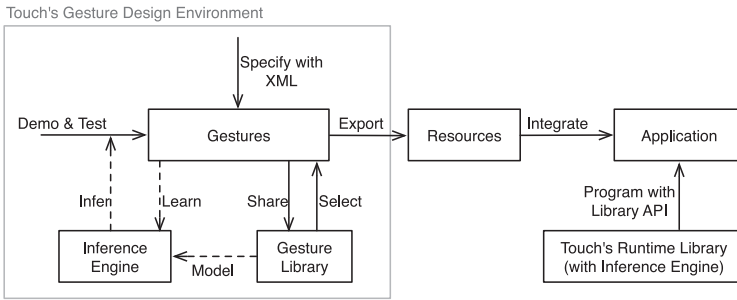 Touch's Gesture Design Environment
Specify with
XML
Demo & Test
Gestures
Export
Resources
Integrate
Application
Infer
Learn
Share
Select
Program with
Library API
Inference
Engine
Model
Gesture
Library
Touch's Runtime Library
(with Inference Engine)